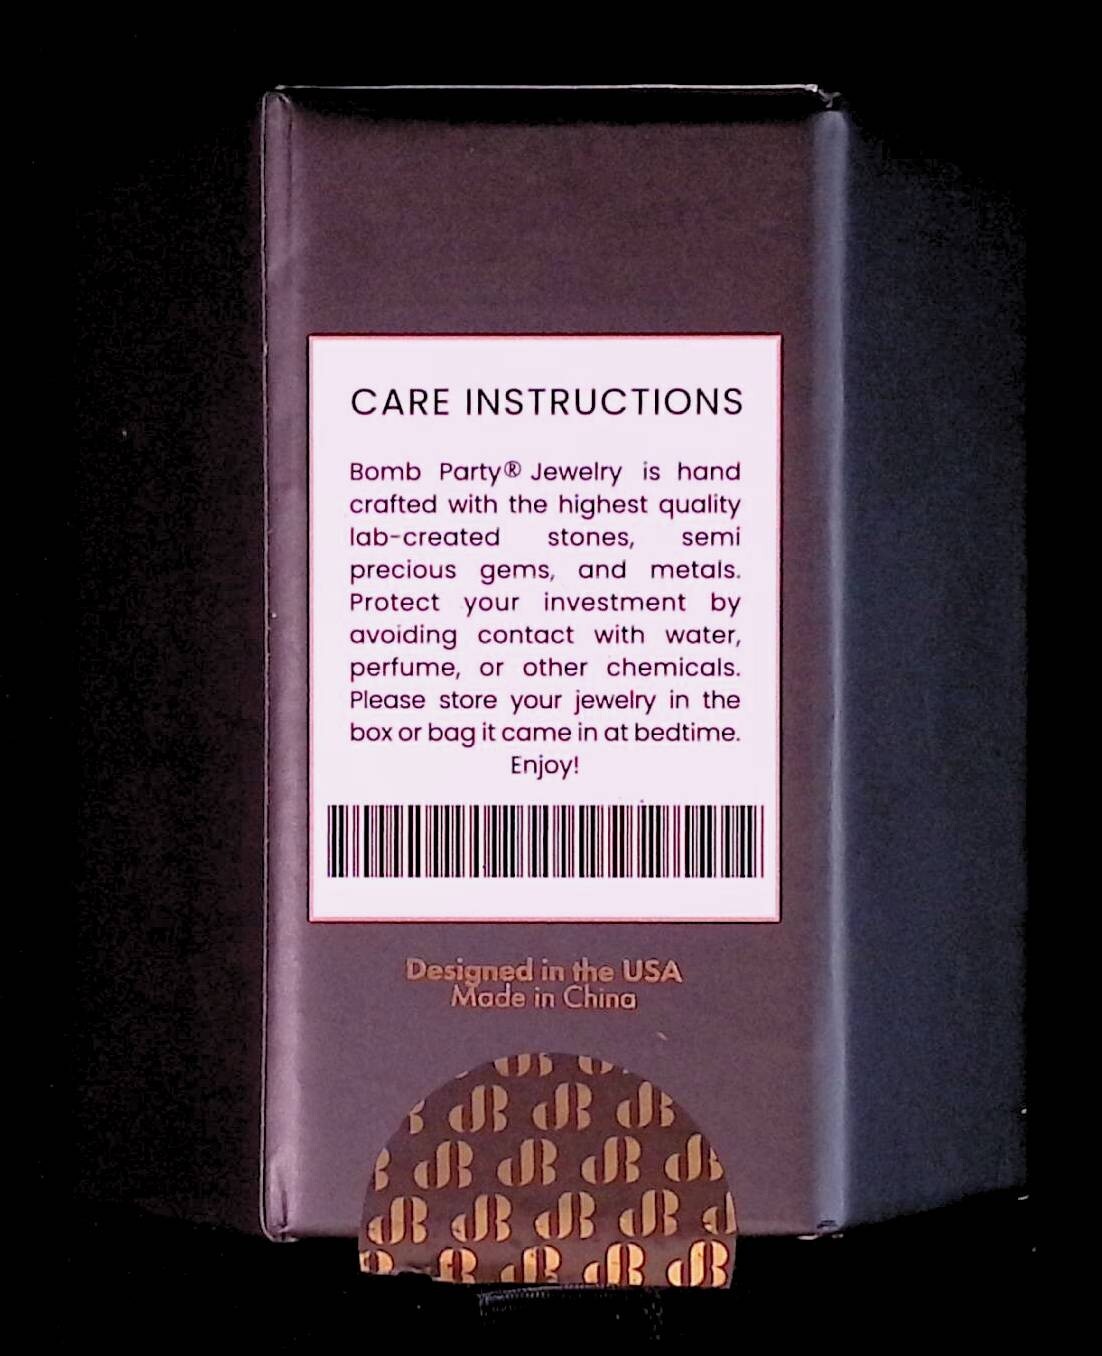 CARE INSTRUCTIONS
Bomb Party® Jewelry is hand
crafted with the highest quality
lab-created stones, semi
precious gems, and metals.
Protect your investment by
avoiding contact with water,
perfume, or other chemicals.
Please store your jewelry in the
box or bag it came in at bedtime.
Enjoy!
Designed in the USA
Made in China